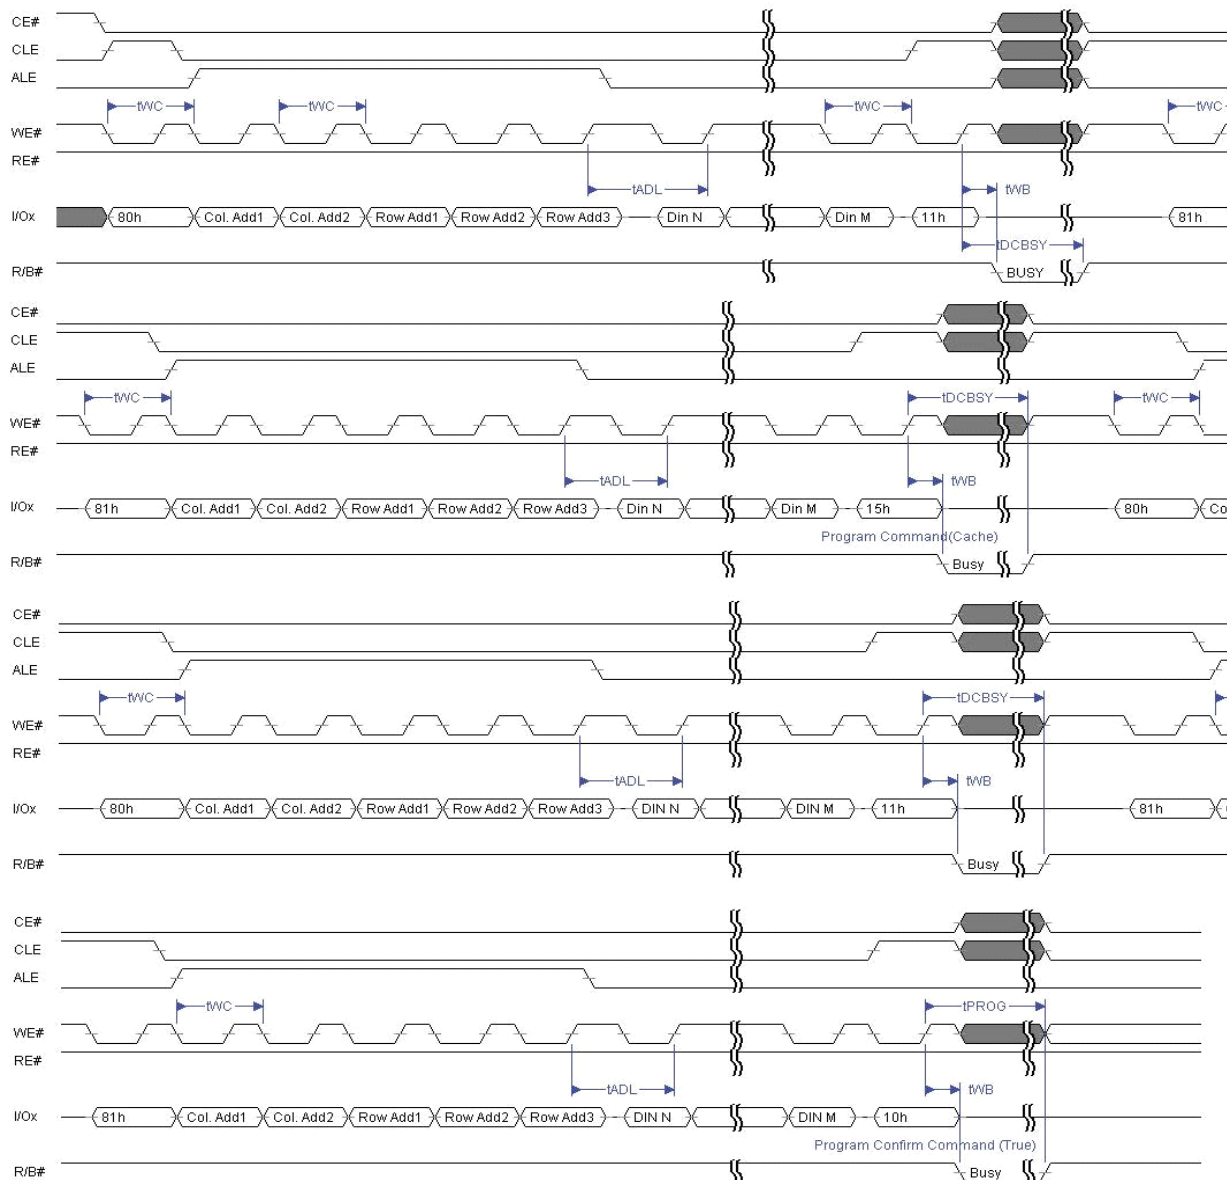 CE#
CLE
ALE
tWC tWC tWC tWC
WE#
RE#
tADL tWB
I/Ox 80h Col. Add1 Col. Add2 Row Add1 Row Add2 Row Add3 Din N Din M 11h 81h
tDCBSY
R/B# BUSY
CE#
CLE
ALE
tWC tDCBSY tWC
WE#
RE#
tADL tWB
I/Ox 81h Col. Add1 Col. Add2 Row Add1 Row Add2 Row Add3 Din N Din M 15h 80h Co
Program Command(Cache)
R/B# Busy
CE#
CLE
ALE
tWC tDCBSY
WE#
RE#
tADL tWB
I/Ox 80h Col. Add1 Col. Add2 Row Add1 Row Add2 Row Add3 DIN N DIN M 11h 81h
R/B# Busy
CE#
CLE
ALE
tWC tPROG
WE#
RE#
tADL tWB
I/Ox 81h Col. Add1 Col. Add2 Row Add1 Row Add2 Row Add3 DIN N DIN M 10h
Program Confirm Command (True)
R/B# Busy